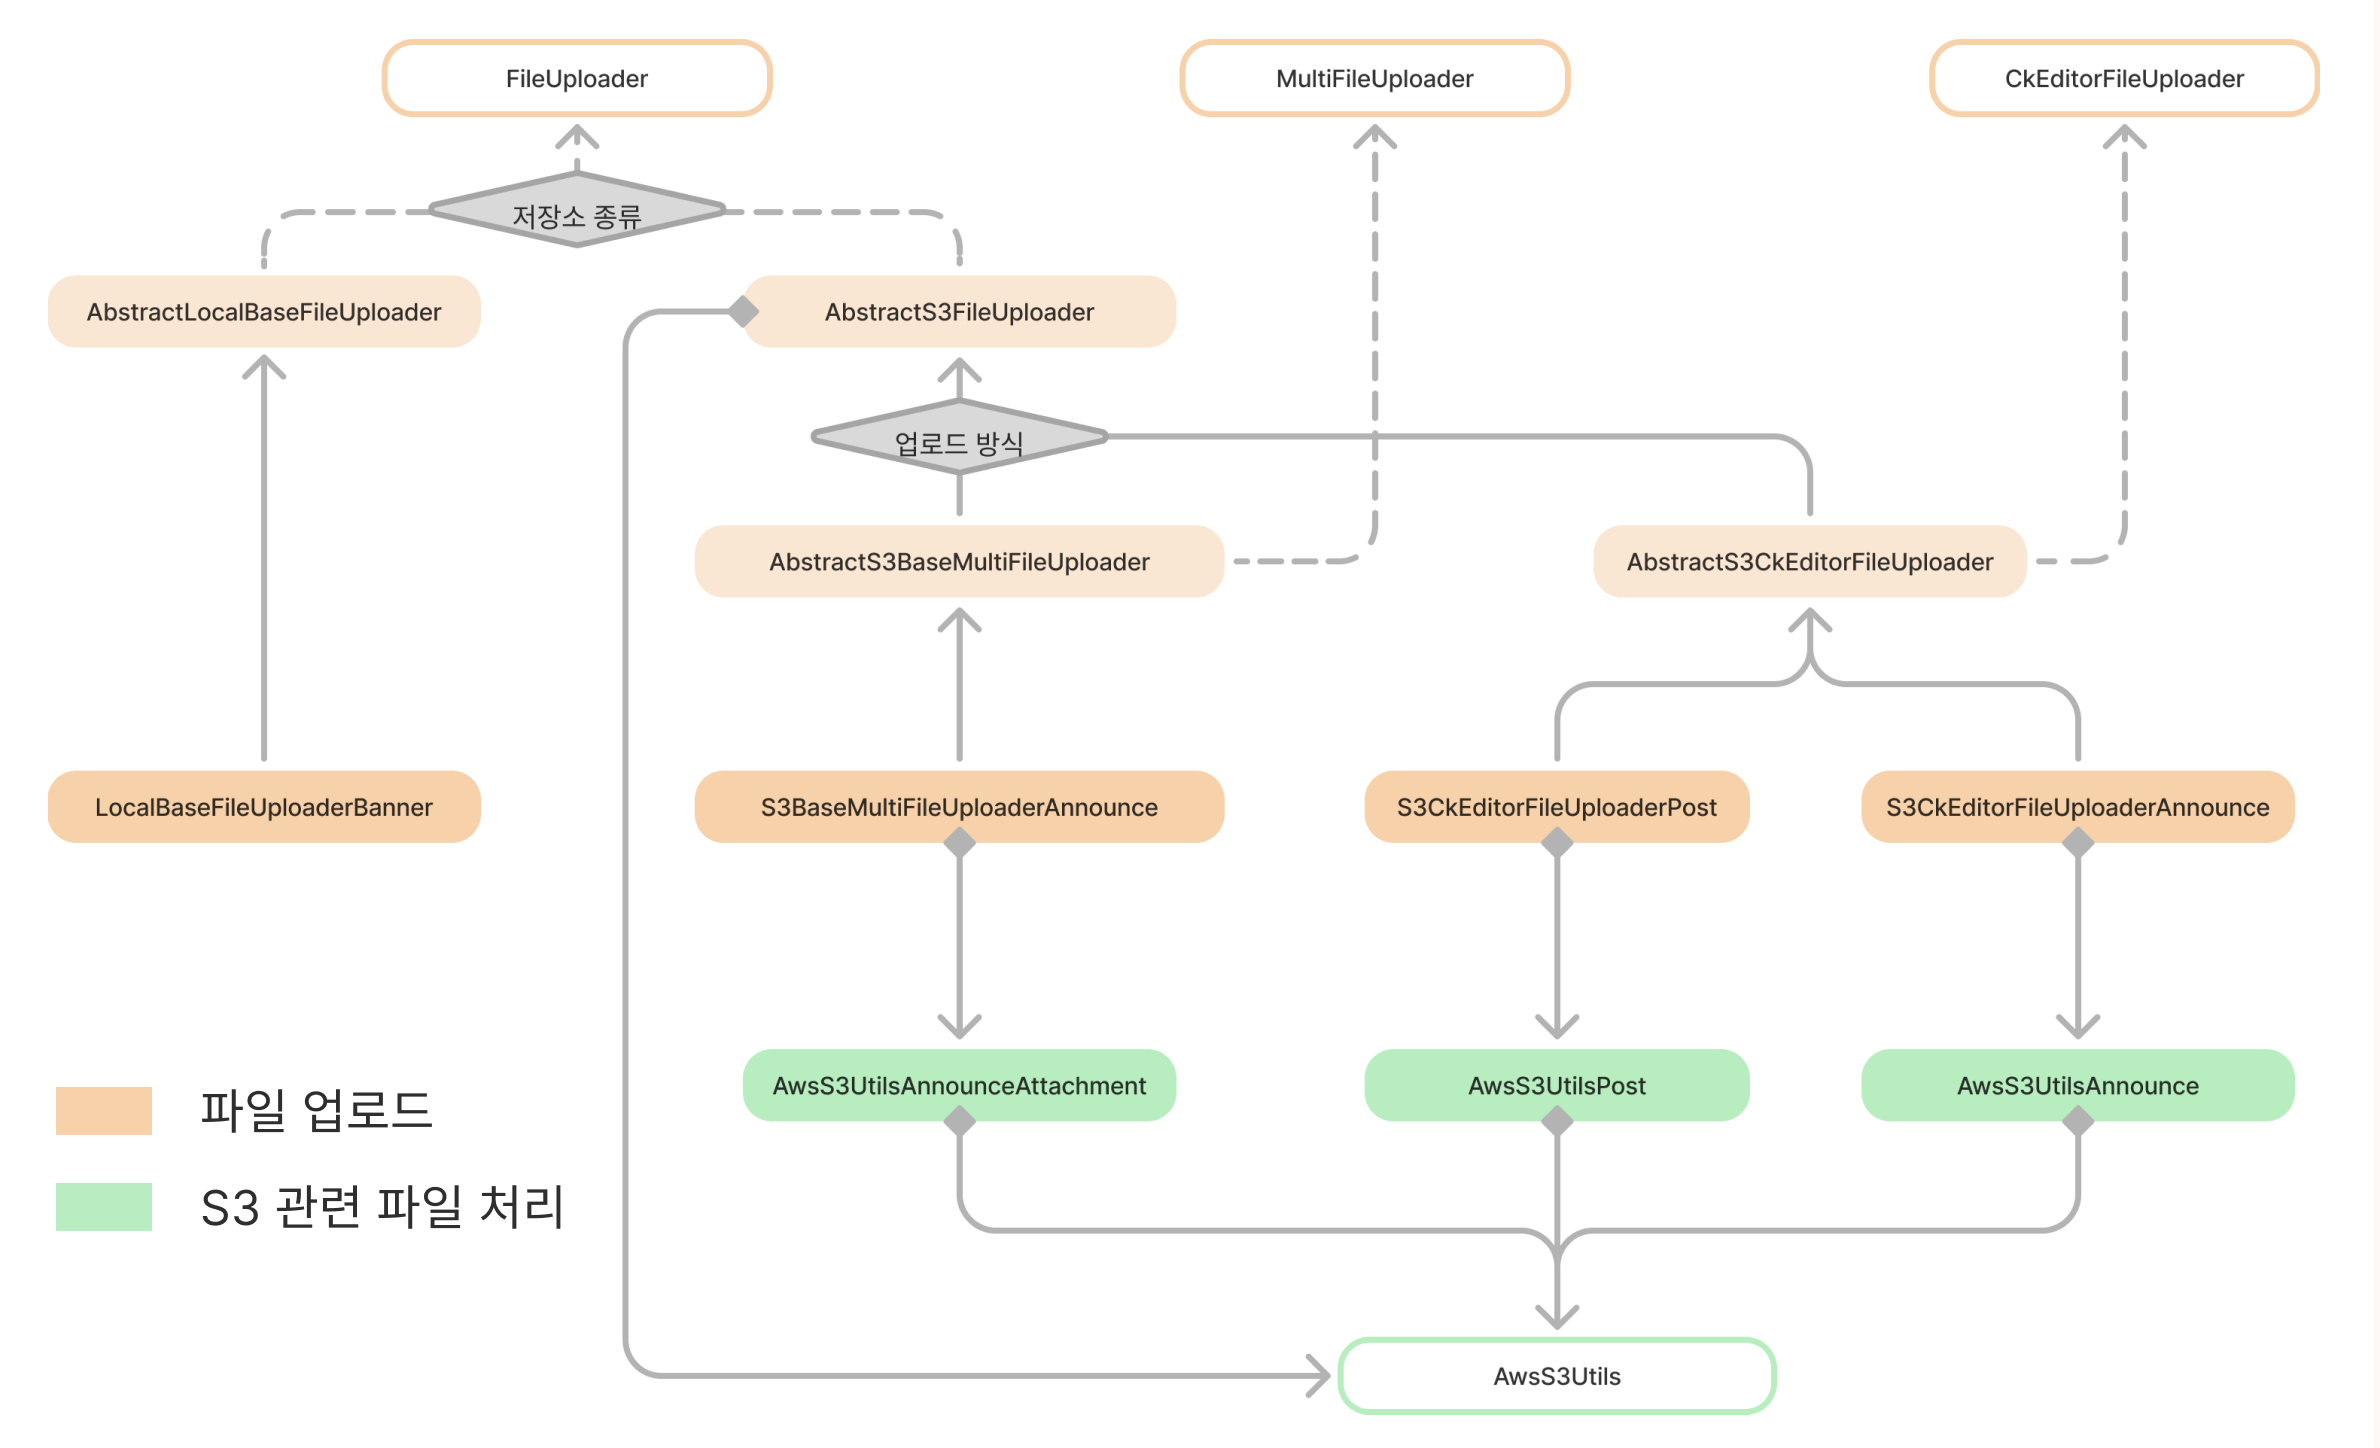 FileUploader
MultiFileUploader
CkEditorFileUploader
저장소 종류
AbstractLocalBaseFileUploader
AbstractS3FileUploader
업로드 방식
AbstractS3BaseMultiFileUploader
AbstractS3CkEditorFileUploader
LocalBaseFileUploaderBanner
S3BaseMultiFileUploaderAnnounce
S3CkEditorFileUploaderPost
S3CkEditorFileUploaderAnnounce
AwsS3UtilsAnnounceAttachment
AwsS3UtilsPost
AwsS3UtilsAnnounce
파일 업로드
S3 관련 파일 처리
AwsS3Utils